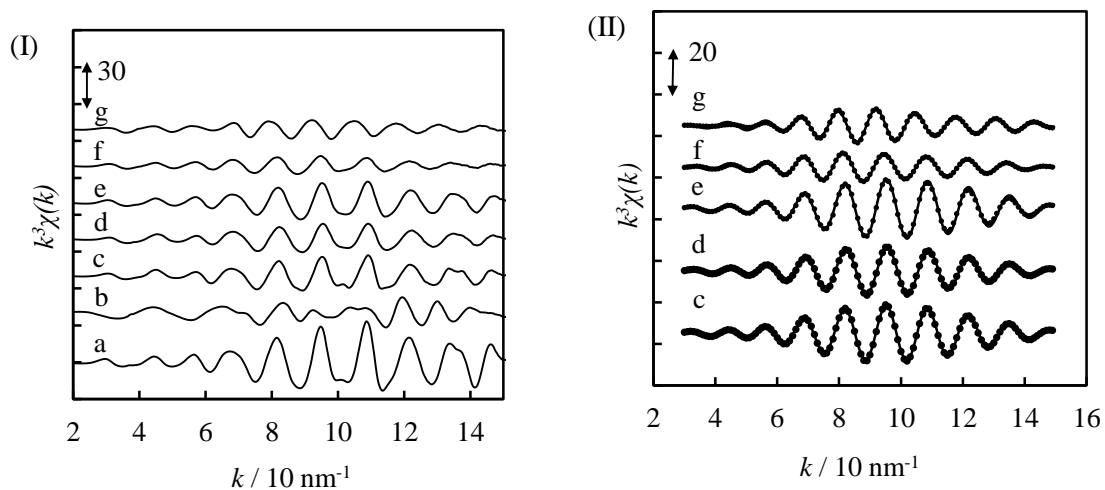 (I)
30
g
f
e
d
c
b
a
k³χ(k)
2 4 6 8 10 12 14
k / 10 nm⁻¹
(II)
20
g
f
e
d
c
k³χ(k)
2 4 6 8 10 12 14 16
k / 10 nm⁻¹